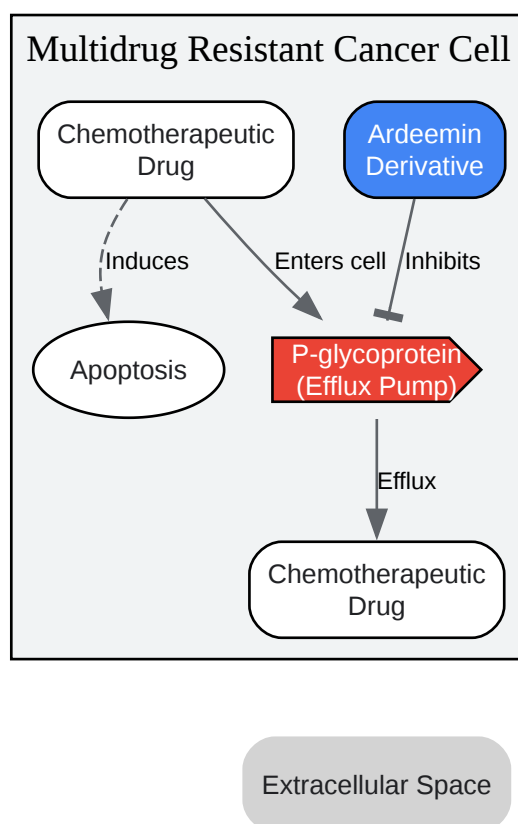 Multidrug Resistant Cancer Cell
Chemotherapeutic
Drug
Ardeemin
Derivative
Induces
Enters cell
Inhibits
Apoptosis
P-glycoprotein
(Efflux Pump)
Efflux
Chemotherapeutic
Drug
Extracellular Space